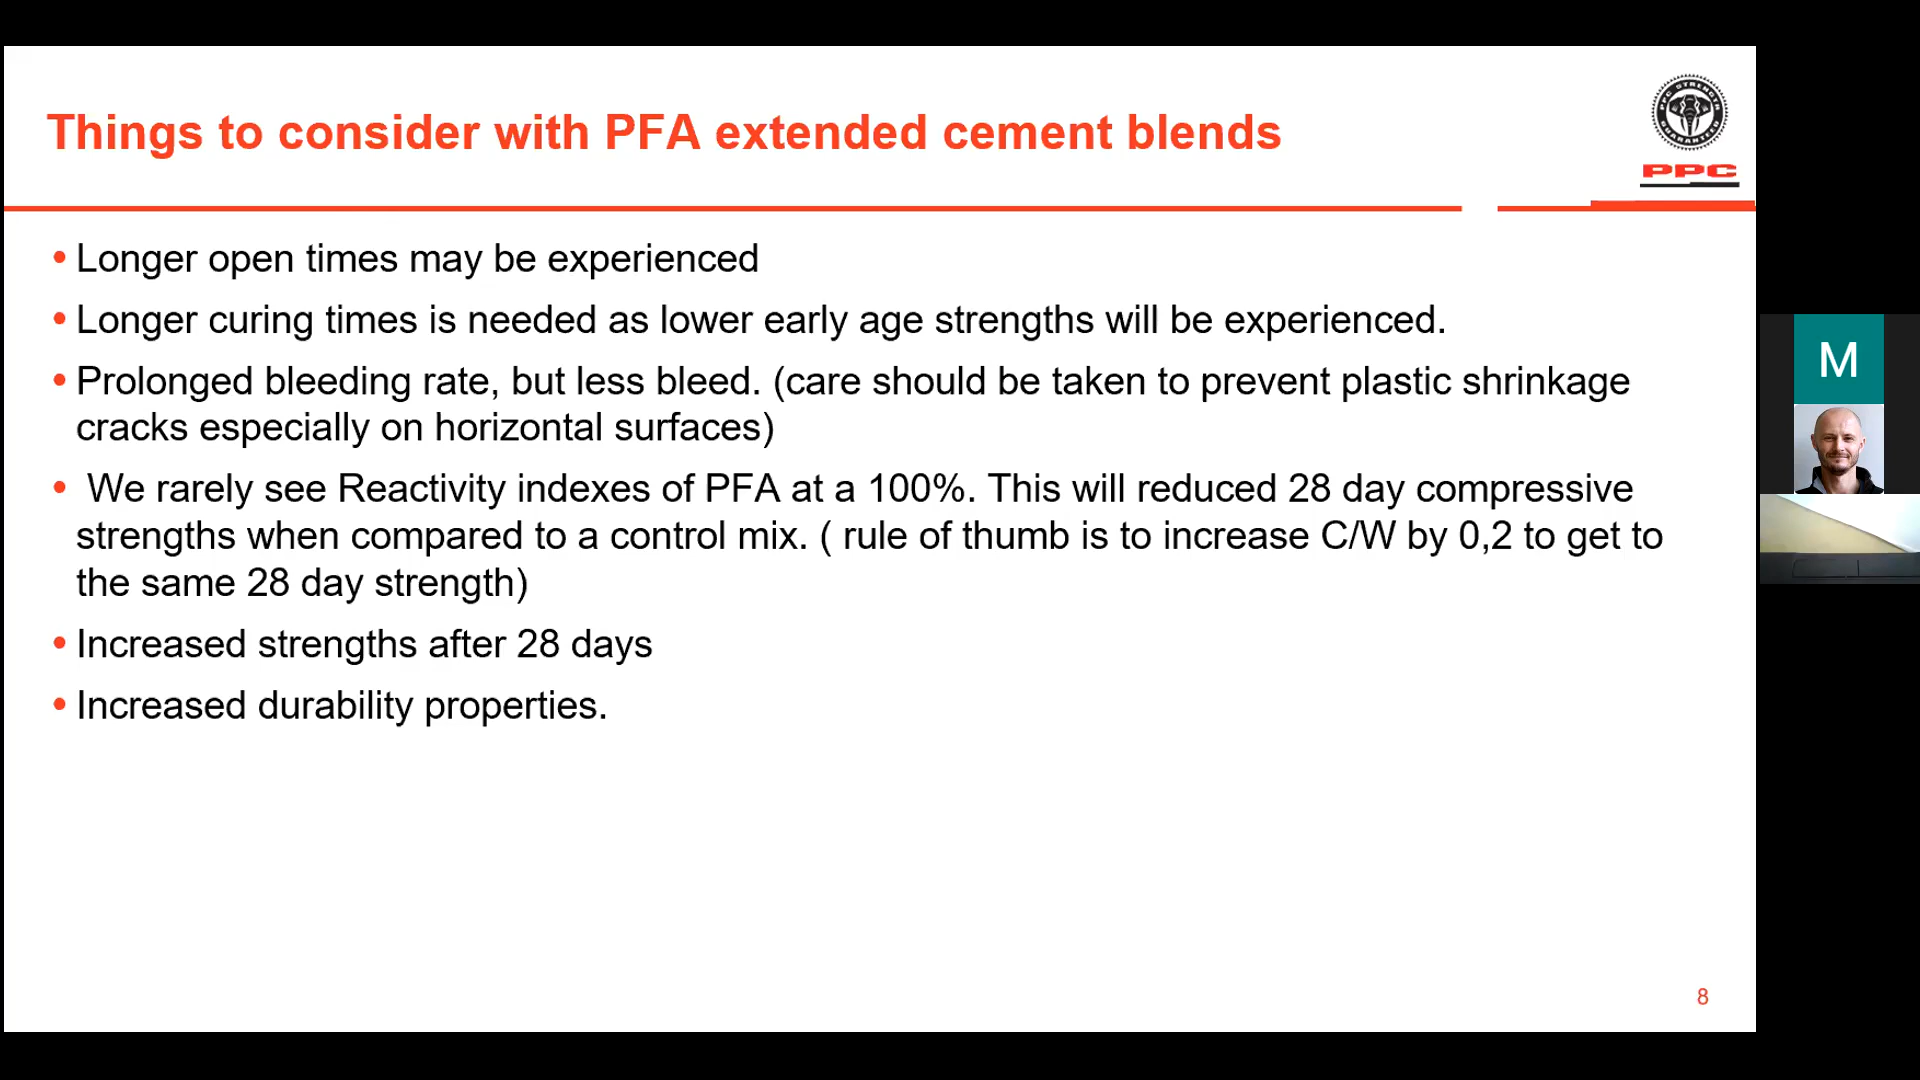 Things to consider with PFA extended cement blends
PPC STRENGTH
GUARANTEED
PPC
• Longer open times may be experienced
• Longer curing times is needed as lower early age strengths will be experienced.
• Prolonged bleeding rate, but less bleed. (care should be taken to prevent plastic shrinkage
cracks especially on horizontal surfaces)
• We rarely see Reactivity indexes of PFA at a 100%. This will reduced 28 day compressive
strengths when compared to a control mix. ( rule of thumb is to increase C/W by 0,2 to get to
the same 28 day strength)
• Increased strengths after 28 days
• Increased durability properties.
M
8